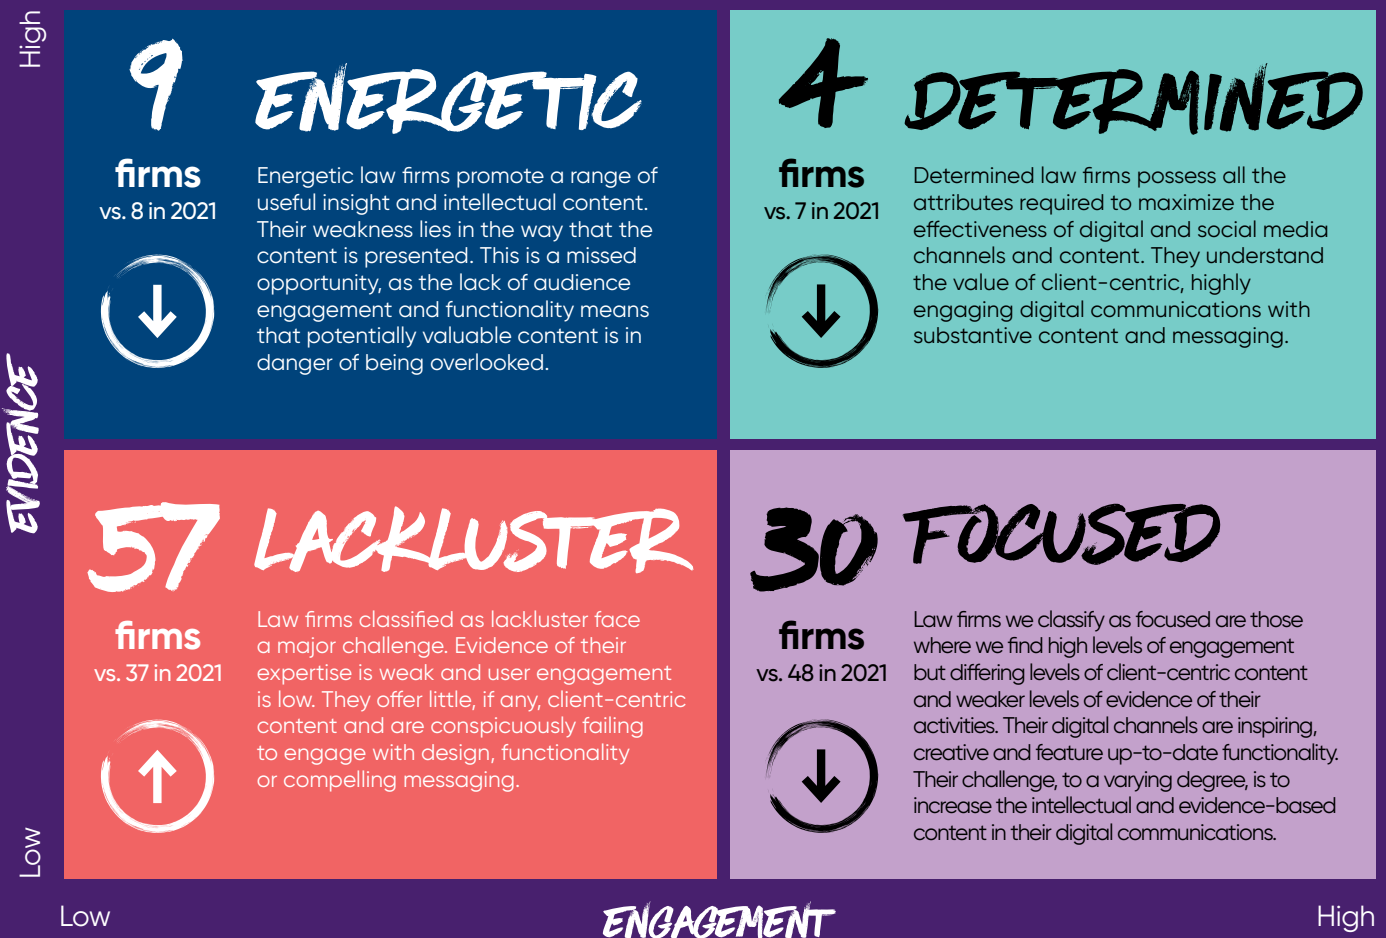 High
9
ENERGETIC
firms
vs. 8 in 2021
Energetic law firms promote a range of
useful insight and intellectual content.
Their weakness lies in the way that the
content is presented. This is a missed
opportunity, as the lack of audience
engagement and functionality means
that potentially valuable content is in
danger of being overlooked.
4
DETERMINED
firms
vs. 7 in 2021
Determined law firms possess all the
attributes required to maximize the
effectiveness of digital and social media
channels and content. They understand
the value of client-centric, highly
engaging digital communications with
substantive content and messaging.
EVIDENCE
57
LACKLUSTER
firms
vs. 37 in 2021
Law firms classified as lackluster face
a major challenge. Evidence of their
expertise is weak and user engagement
is low. They offer little, if any, client-centric
content and are conspicuously failing
to engage with design, functionality
or compelling messaging.
30
FOCUSED
firms
vs. 48 in 2021
Law firms we classify as focused are those
where we find high levels of engagement
but differing levels of client-centric content
and weaker levels of evidence of their
activities. Their digital channels are inspiring,
creative and feature up-to-date functionality.
Their challenge, to a varying degree, is to
increase the intellectual and evidence-based
content in their digital communications.
Low
Low
ENGAGEMENT
High